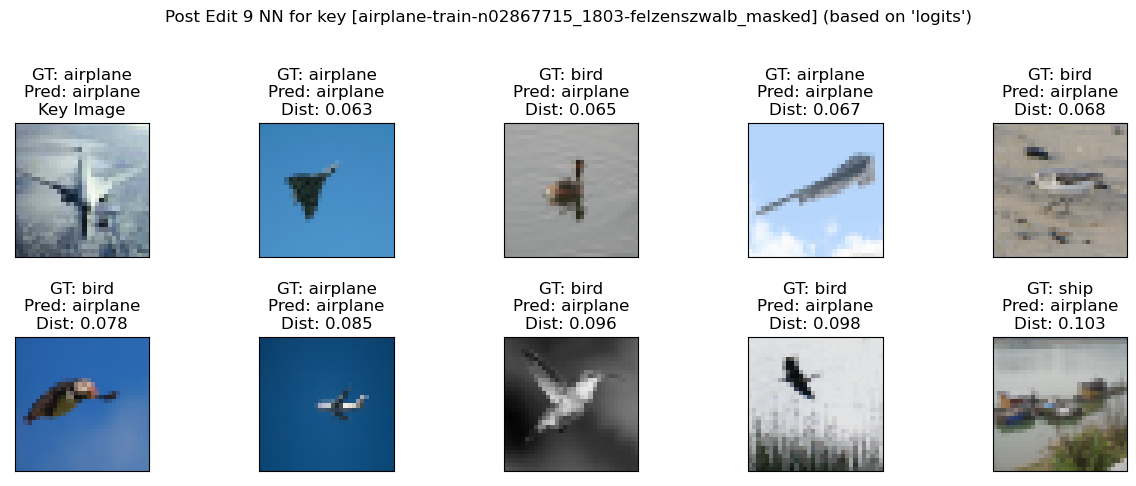 Post Edit 9 NN for key [airplane-train-n02867715_1803-felzenszwalb_masked] (based on 'logits')
GT: airplane
Pred: airplane
Key Image
GT: airplane
Pred: airplane
Dist: 0.063
GT: bird
Pred: airplane
Dist: 0.065
GT: airplane
Pred: airplane
Dist: 0.067
GT: bird
Pred: airplane
Dist: 0.068
GT: bird
Pred: airplane
Dist: 0.078
GT: airplane
Pred: airplane
Dist: 0.085
GT: bird
Pred: airplane
Dist: 0.096
GT: bird
Pred: airplane
Dist: 0.098
GT: ship
Pred: airplane
Dist: 0.103